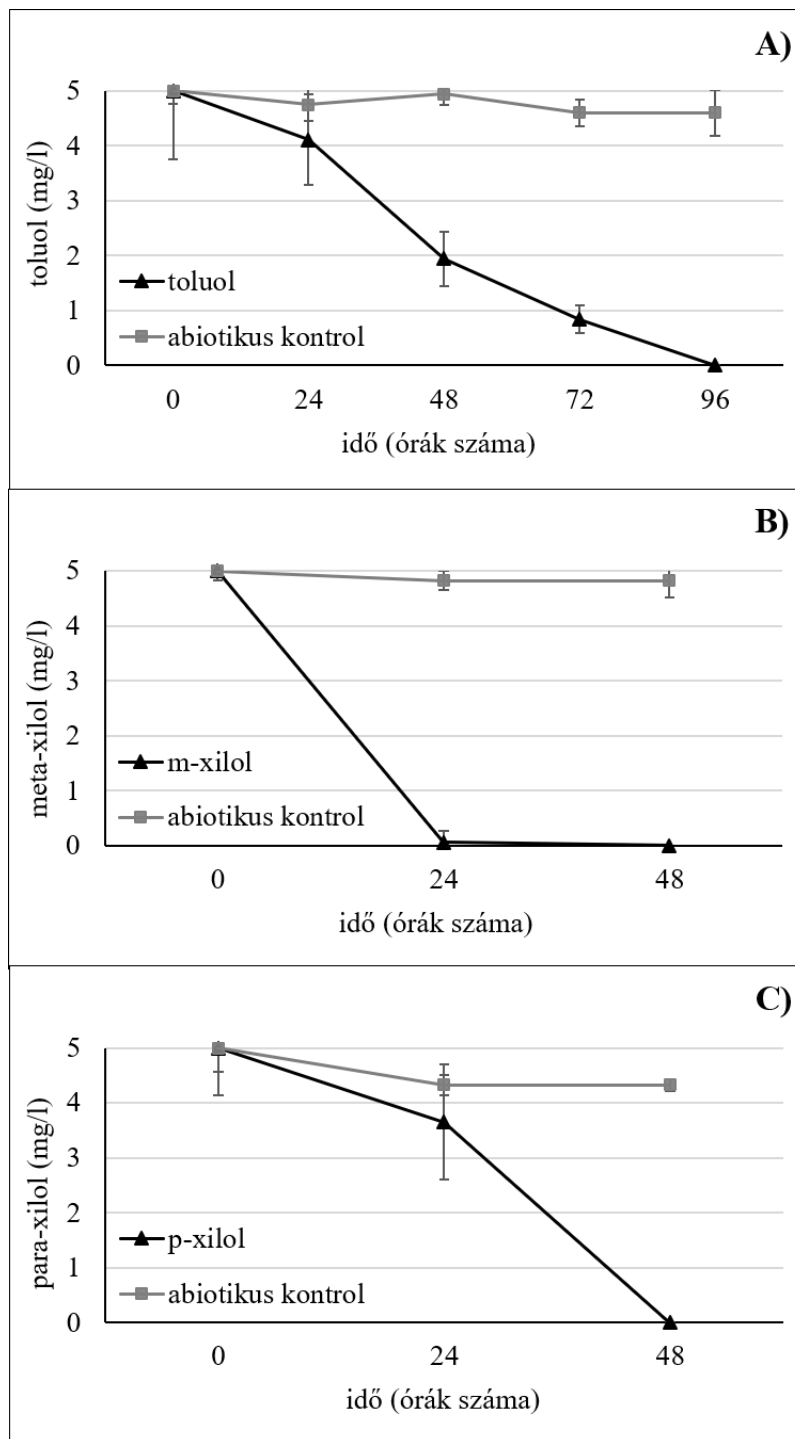 A)
toluol (mg/l)
5
4
3
2
1
0
toluol
abiotikus kontrol
0 24 48 72 96
idő (órák száma)
B)
meta-xilol (mg/l)
5
4
3
2
1
0
m-xilol
abiotikus kontrol
0 24 48
idő (órák száma)
C)
para-xilol (mg/l)
5
4
3
2
1
0
p-xilol
abiotikus kontrol
0 24 48
idő (órák száma)